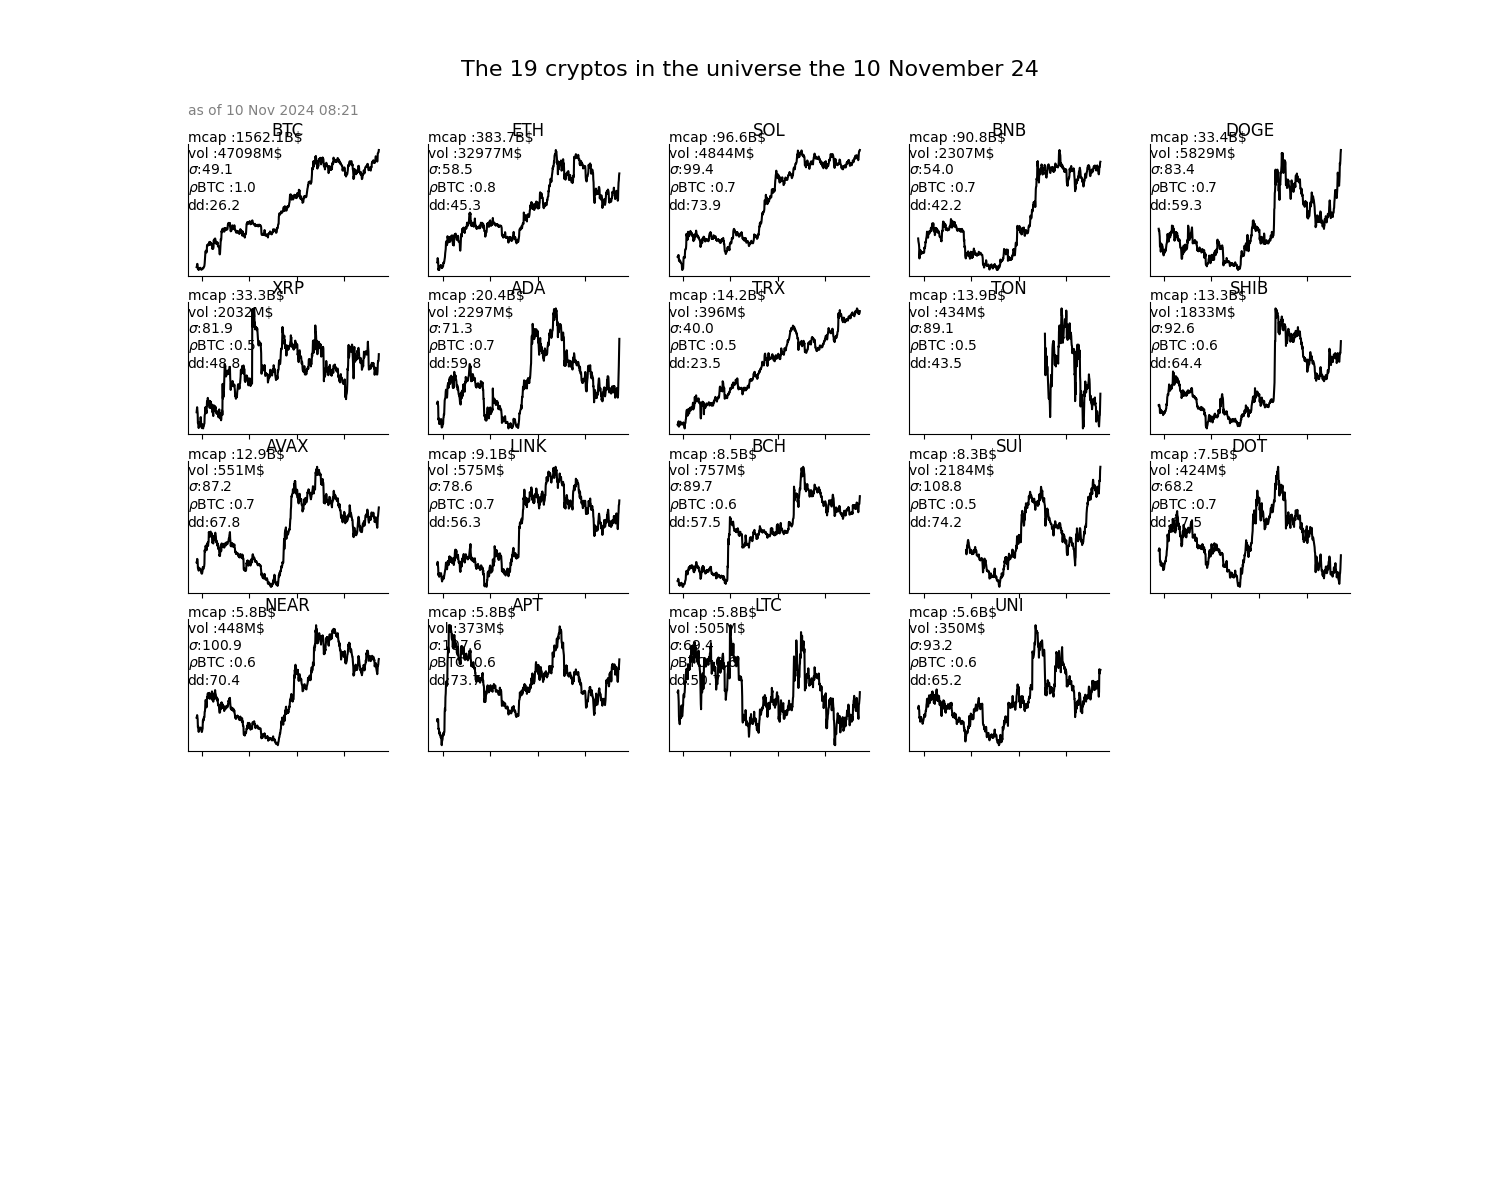 The 19 cryptos in the universe the 10 November 24
as of 10 Nov 2024 08:21
BTC
mcap :1562.1B$
vol :47098M$
σ:49.1
ρBTC :1.0
dd:26.2
ETH
mcap :383.7B$
vol :32977M$
σ:58.5
ρBTC :0.8
dd:45.3
SOL
mcap :96.6B$
vol :4844M$
σ:99.4
ρBTC :0.7
dd:73.9
BNB
mcap :90.8B$
vol :2307M$
σ:54.0
ρBTC :0.7
dd:42.2
DOGE
mcap :33.4B$
vol :5829M$
σ:83.4
ρBTC :0.7
dd:59.3
XRP
mcap :33.3B$
vol :2032M$
σ:81.9
ρBTC :0.5
dd:48.8
ADA
mcap :20.4B$
vol :2297M$
σ:71.3
ρBTC :0.7
dd:59.8
TRX
mcap :14.2B$
vol :396M$
σ:40.0
ρBTC :0.5
dd:23.5
TON
mcap :13.9B$
vol :434M$
σ:89.1
ρBTC :0.5
dd:43.5
SHIB
mcap :13.3B$
vol :1833M$
σ:92.6
ρBTC :0.6
dd:64.4
AVAX
mcap :12.9B$
vol :551M$
σ:87.2
ρBTC :0.7
dd:67.8
LINK
mcap :9.1B$
vol :575M$
σ:78.6
ρBTC :0.7
dd:56.3
BCH
mcap :8.5B$
vol :757M$
σ:89.7
ρBTC :0.6
dd:57.5
SUI
mcap :8.3B$
vol :2184M$
σ:108.8
ρBTC :0.5
dd:74.2
DOT
mcap :7.5B$
vol :424M$
σ:68.2
ρBTC :0.7
NEAR
mcap :5.8B$
vol :448M$
σ:100.9
ρBTC :0.6
dd:70.4
APT
mcap :5.8B$
vol :373M$
σ:107.6
ρBTC :0.6
LTC
mcap :5.8B$
vol :505M$
σ:69.4
ρBTC
UNI
mcap :5.6B$
vol :350M$
σ:93.2
ρBTC :0.6
dd:65.2